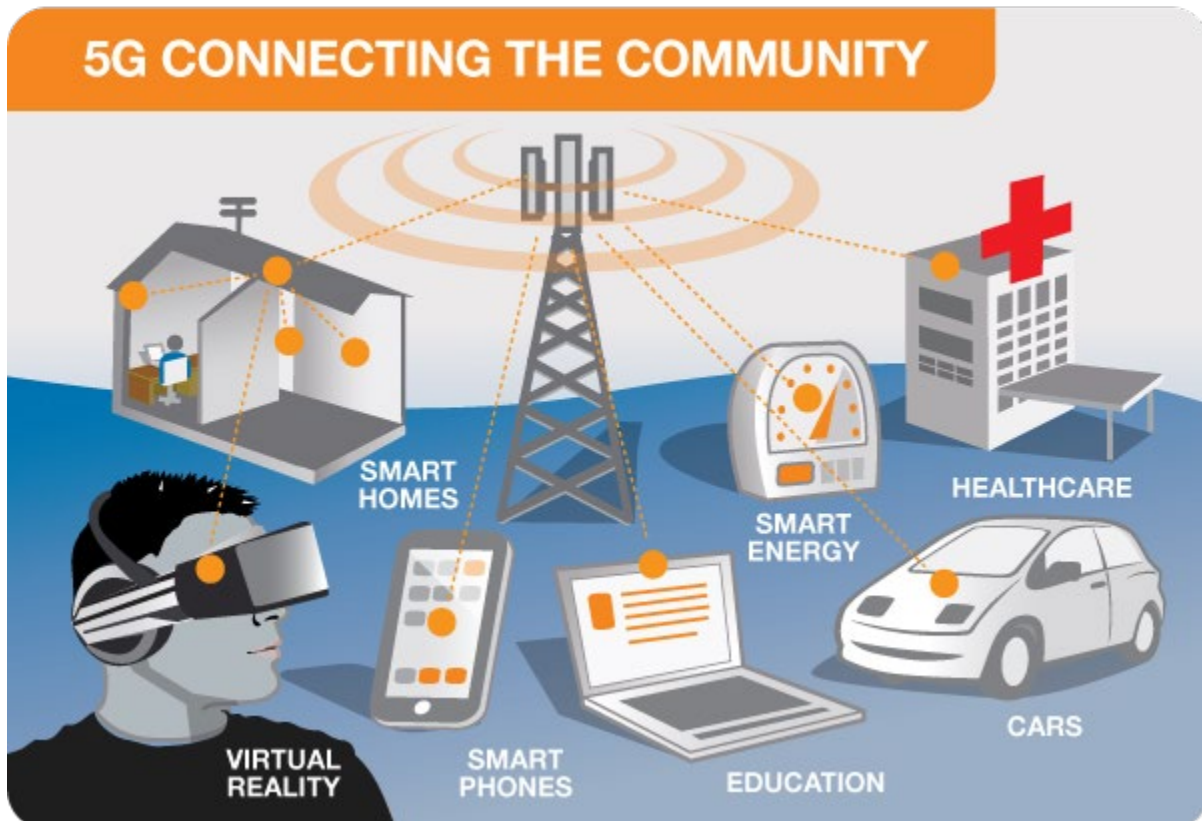 5G CONNECTING THE COMMUNITY
SMART
HOMES
HEALTHCARE
SMART
ENERGY
CARS
VIRTUAL
REALITY
SMART
PHONES
EDUCATION